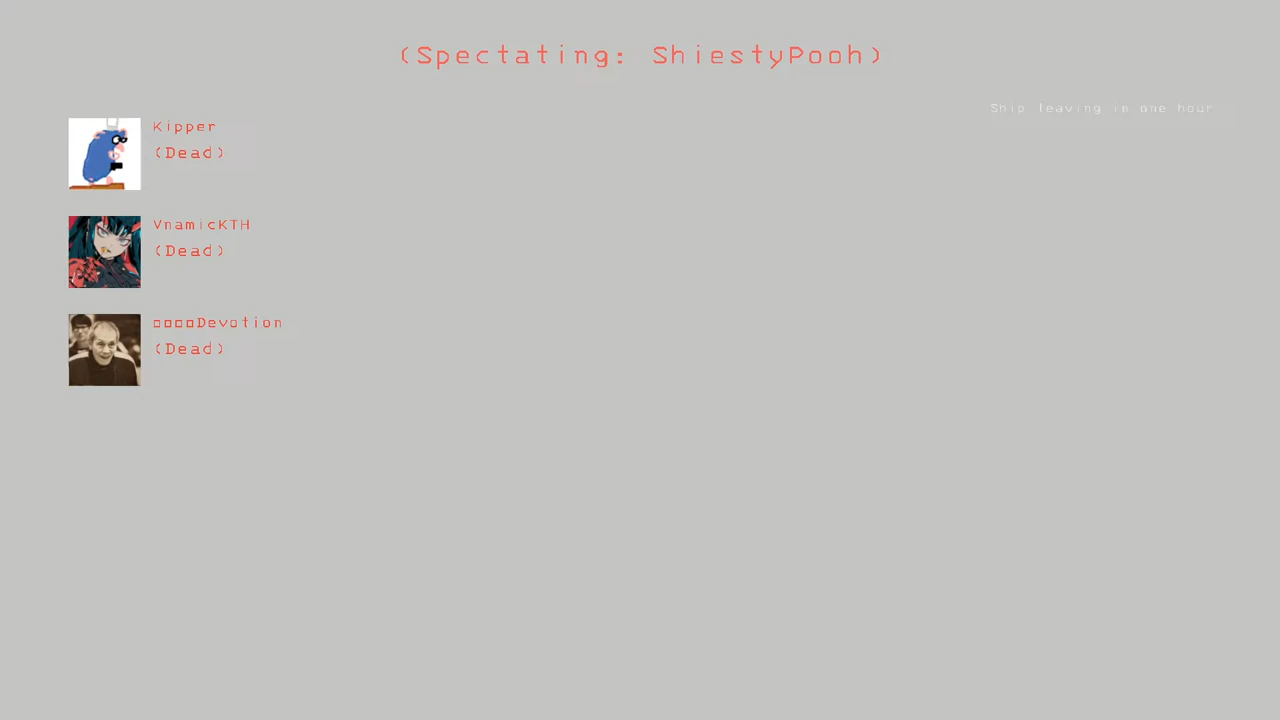 (Spectating: ShiestyPooh)
Ship leaving in one hour
Kipper
(Dead)
VnamicKTH
(Dead)
□□□□Devotion
(Dead)